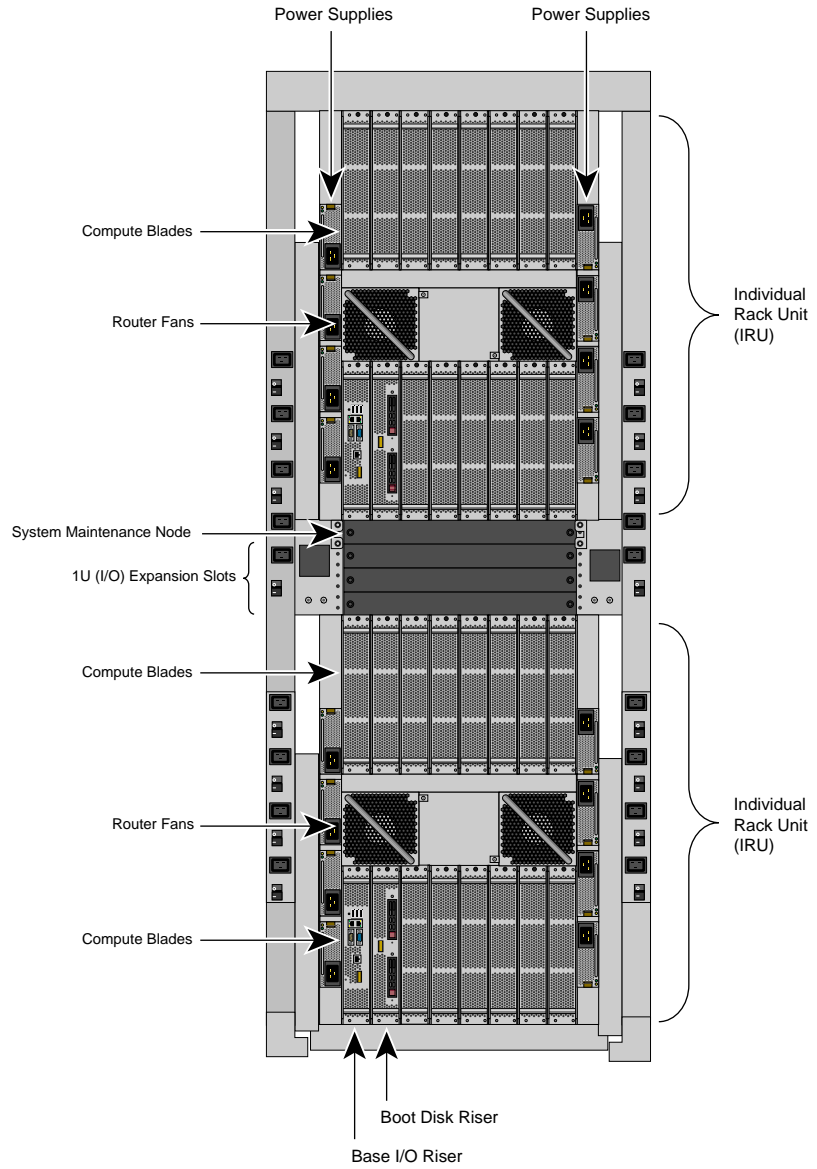 Power Supplies
Power Supplies
Compute Blades
Router Fans
Individual
Rack Unit
(IRU)
System Maintenance Node
1U (I/O) Expansion Slots
Compute Blades
Router Fans
Individual
Rack Unit
(IRU)
Compute Blades
Boot Disk Riser
Base I/O Riser